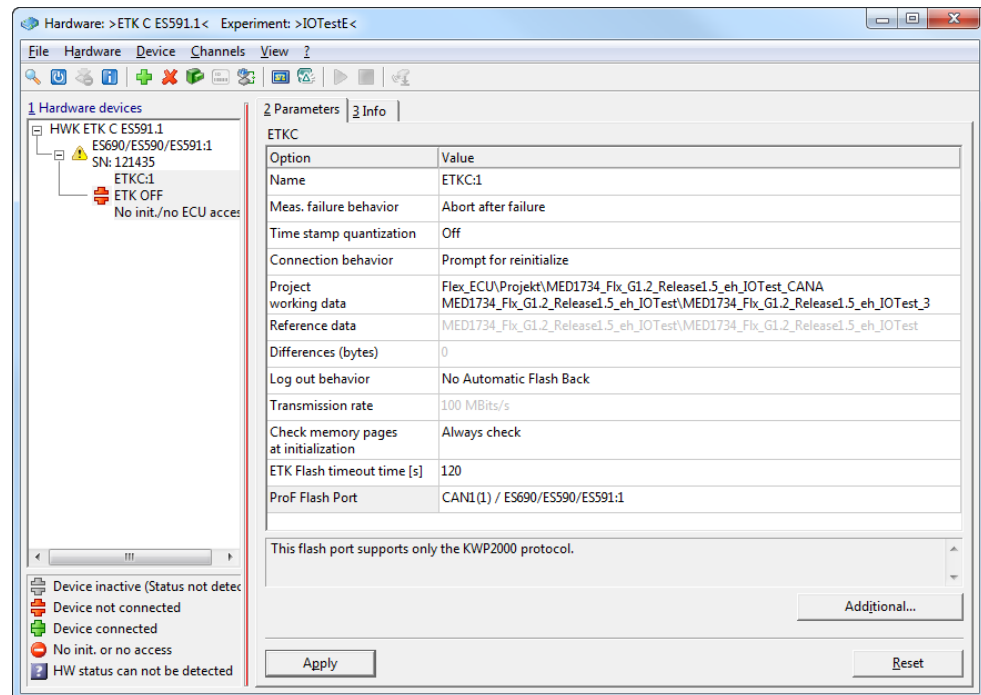 Hardware: >ETK C ES591.1<   Experiment: >IOTestE<
File Hardware Device Channels View ?
1 Hardware devices
HWK ETK C ES591.1
ES690/ES590/ES591:1
SN: 121435
ETKC:1
ETK OFF
No init./no ECU acces
2 Parameters 3 Info
ETKC
Option Value
Name ETKC:1
Meas. failure behavior Abort after failure
Time stamp quantization Off
Connection behavior Prompt for reinitialize
Project Flex_ECU\Projekt\MED1734_Flx_G1.2_Release1.5_eh_IOTest_CANA
working data MED1734_Flx_G1.2_Release1.5_eh_IOTest\MED1734_Flx_G1.2_Release1.5_eh_IOTest_3
Reference data MED1734_Flx_G1.2_Release1.5_eh_IOTest\MED1734_Flx_G1.2_Release1.5_eh_IOTest
Differences (bytes) 0
Log out behavior No Automatic Flash Back
Transmission rate 100 MBits/s
Check memory pages Always check
at initialization
ETK Flash timeout time [s] 120
ProF Flash Port CAN1(1) / ES690/ES590/ES591:1
This flash port supports only the KWP2000 protocol.
Device inactive (Status not detec
Device not connected
Device connected
No init. or no access
HW status can not be detected
Additional...
Apply Reset